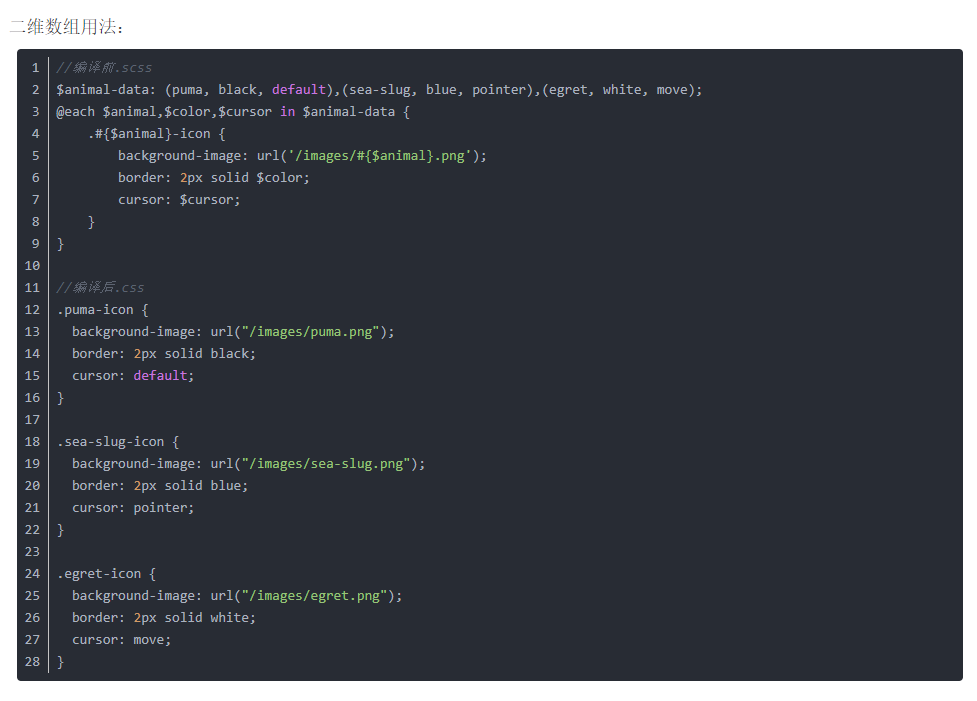 二维数组用法：
1 //编译前.scss
2 $animal-data: (puma, black, default),(sea-slug, blue, pointer),(egret, white, move);
3 @each $animal,$color,$cursor in $animal-data {
4     .#{$animal}-icon {
5         background-image: url('/images/#{$animal}.png');
6         border: 2px solid $color;
7         cursor: $cursor;
8     }
9 }
10
11 //编译后.css
12 .puma-icon {
13   background-image: url("/images/puma.png");
14   border: 2px solid black;
15   cursor: default;
16 }
17
18 .sea-slug-icon {
19   background-image: url("/images/sea-slug.png");
20   border: 2px solid blue;
21   cursor: pointer;
22 }
23
24 .egret-icon {
25   background-image: url("/images/egret.png");
26   border: 2px solid white;
27   cursor: move;
28 }